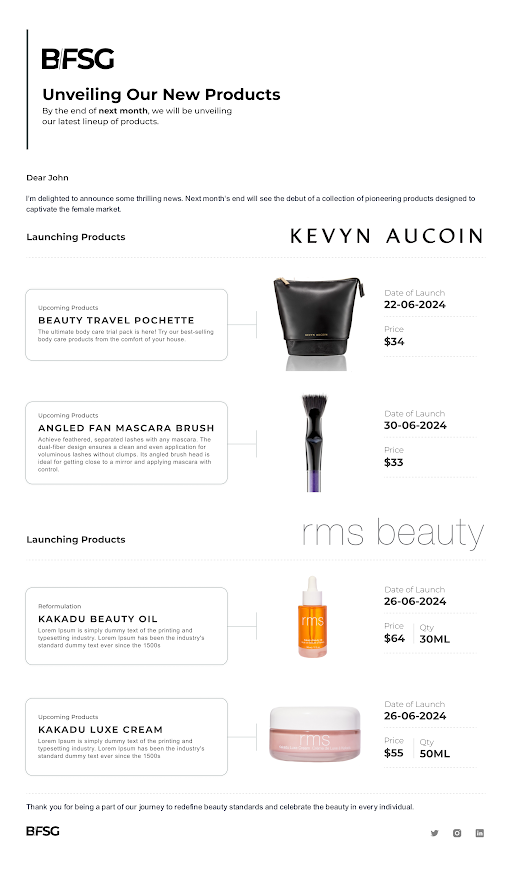 BFSG
Unveiling Our New Products
By the end of next month, we will be unveiling
our latest lineup of products.
Dear John
I'm delighted to announce some thrilling news. Next month's end will see the debut of a collection of pioneering products designed to
captivate the female market.
Launching Products
KEVYN AUCOIN
Upcoming Products
BEAUTY TRAVEL POCHETTE
The ultimate body care trial pack is here! Try our best-selling
body care products from the comfort of your house.
KEVYN AUCOIN
Date of Launch
22-06-2024
Price
$34
Upcoming Products
ANGLED FAN MASCARA BRUSH
Achieve feathered, separated lashes with any mascara. The
dual-fiber design ensures a clean and even application for
voluminous lashes without clumps. Its angled brush head is
ideal for getting close to a mirror and applying mascara with
control.
Date of Launch
30-06-2024
Price
$33
Launching Products
rms beauty
Reformulation
KAKADU BEAUTY OIL
Lorem Ipsum is simply dummy text of the printing and
typesetting industry. Lorem Ipsum has been the industry's
standard dummy text ever since the 1500s
rms
Date of Launch
26-06-2024
Price
$64
Qty
30ML
Upcoming Products
KAKADU LUXE CREAM
Lorem Ipsum is simply dummy text of the printing and
typesetting industry. Lorem Ipsum has been the industry's
standard dummy text ever since the 1500s
rms
Date of Launch
26-06-2024
Price
$55
Qty
50ML
Thank you for being a part of our journey to redefine beauty standards and celebrate the beauty in every individual.
BFSG